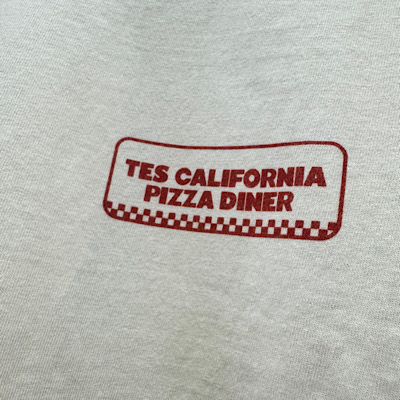 TES CALIFORNIA
PIZZA DINER